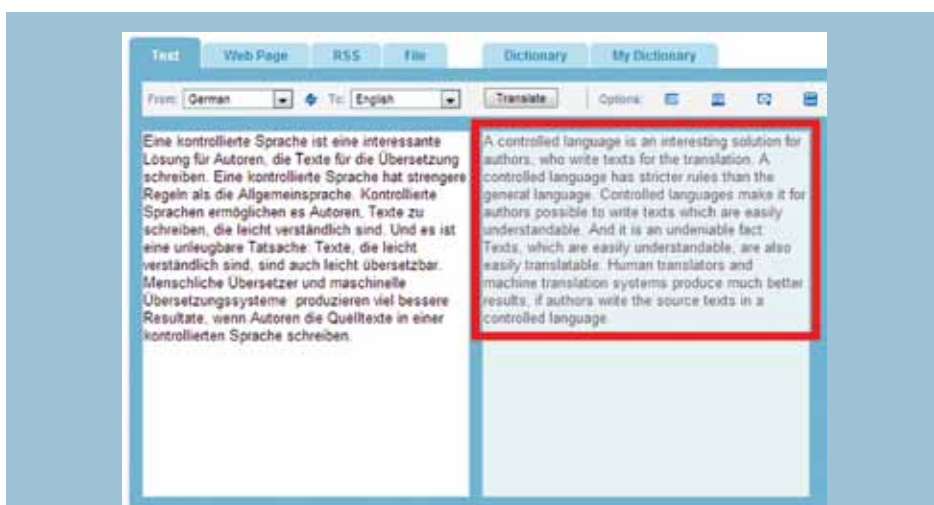 Text Web Page RSS File Dictionary My Dictionary
From: German To: English Translate Options:
Eine kontrollierte Sprache ist eine interessante
Lösung für Autoren, die Texte für die Übersetzung
schreiben. Eine kontrollierte Sprache hat strengere
Regeln als die Allgemeinsprache. Kontrollierte
Sprachen ermöglichen es Autoren, Texte zu
schreiben, die leicht verständlich sind. Und es ist
eine unleugbare Tatsache: Texte, die leicht
verständlich sind, sind auch leicht übersetzbar.
Menschliche Übersetzer und maschinelle
Übersetzungssysteme produzieren viel bessere
Resultate, wenn Autoren die Quelltexte in einer
kontrollierten Sprache schreiben.
A controlled language is an interesting solution for
authors, who write texts for the translation. A
controlled language has stricter rules than the
general language. Controlled languages make it for
authors possible to write texts which are easily
understandable. And it is an undeniable fact:
Texts, which are easily understandable, are also
easily translatable. Human translators and
machine translation systems produce much better
results, if authors write the source texts in a
controlled language.